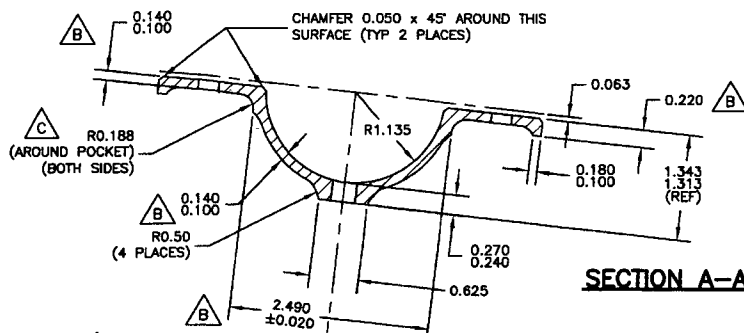 B
0.140
0.100
CHAMFER 0.050 x 45° AROUND THIS
SURFACE (TYP 2 PLACES)
0.063
0.220
B
C
R0.188
(AROUND POCKET)
(BOTH SIDES)
R1.135
0.180
0.100
1.343
1.313
(REF)
B
0.140
0.100
R0.50
(4 PLACES)
0.270
0.240
0.625
SECTION A-A
B
2.490
±0.020